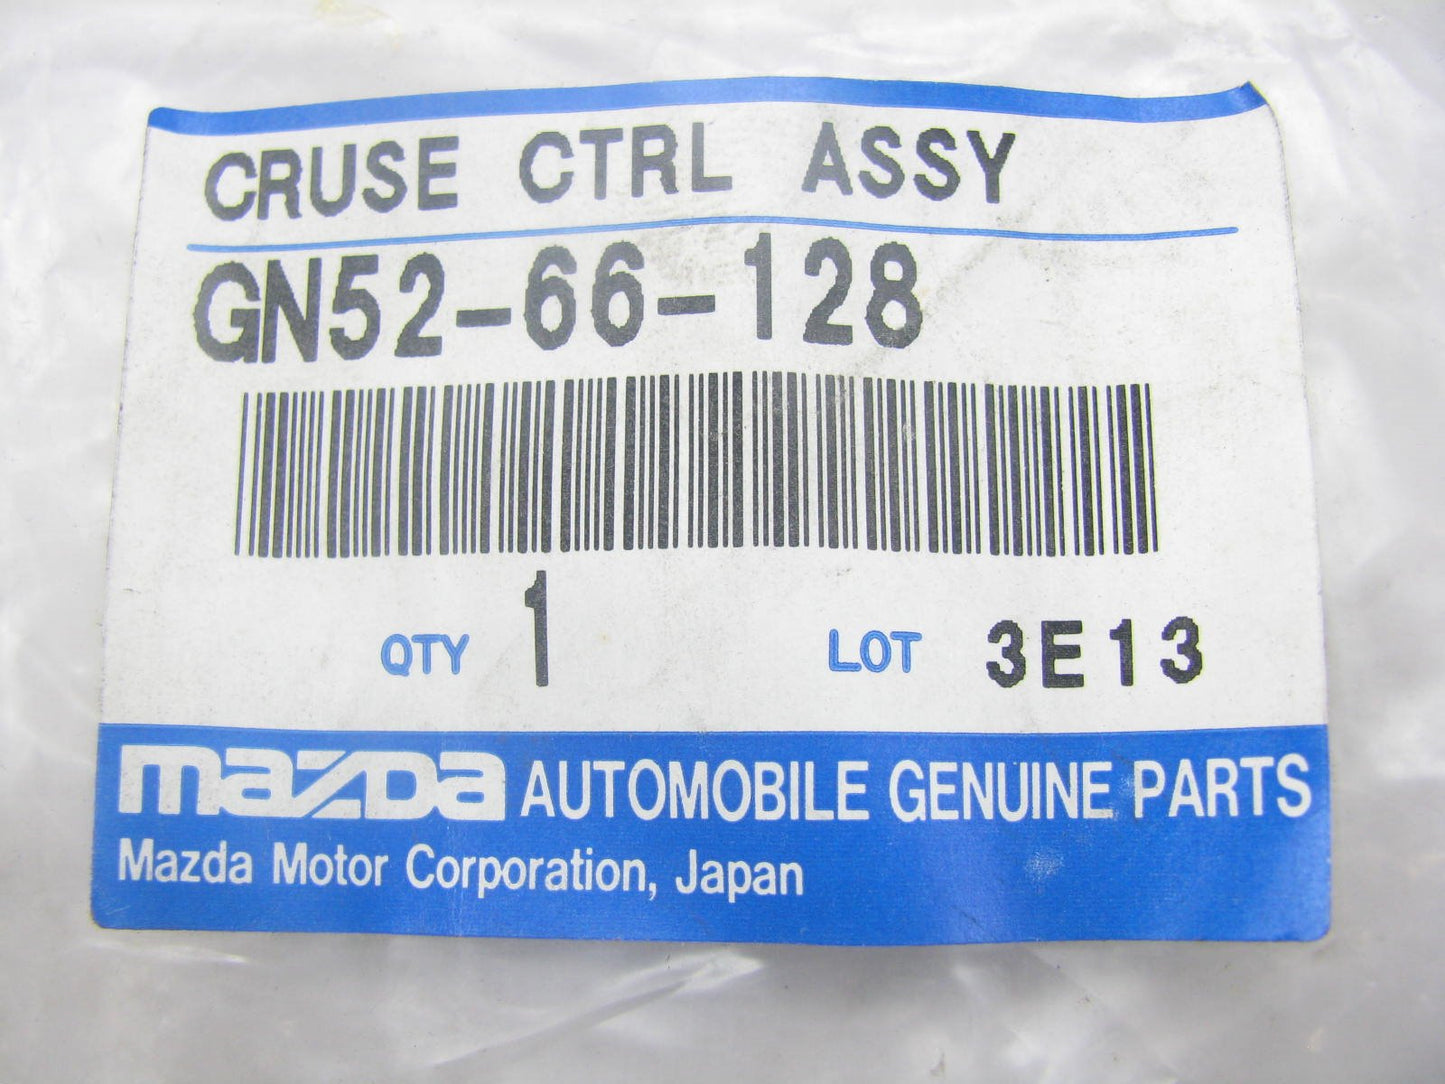 CRUSE CTRL ASSY
GN52-66-128
QTY 1 LOT 3E13
mazda AUTOMOBILE GENUINE PARTS
Mazda Motor Corporation, Japan